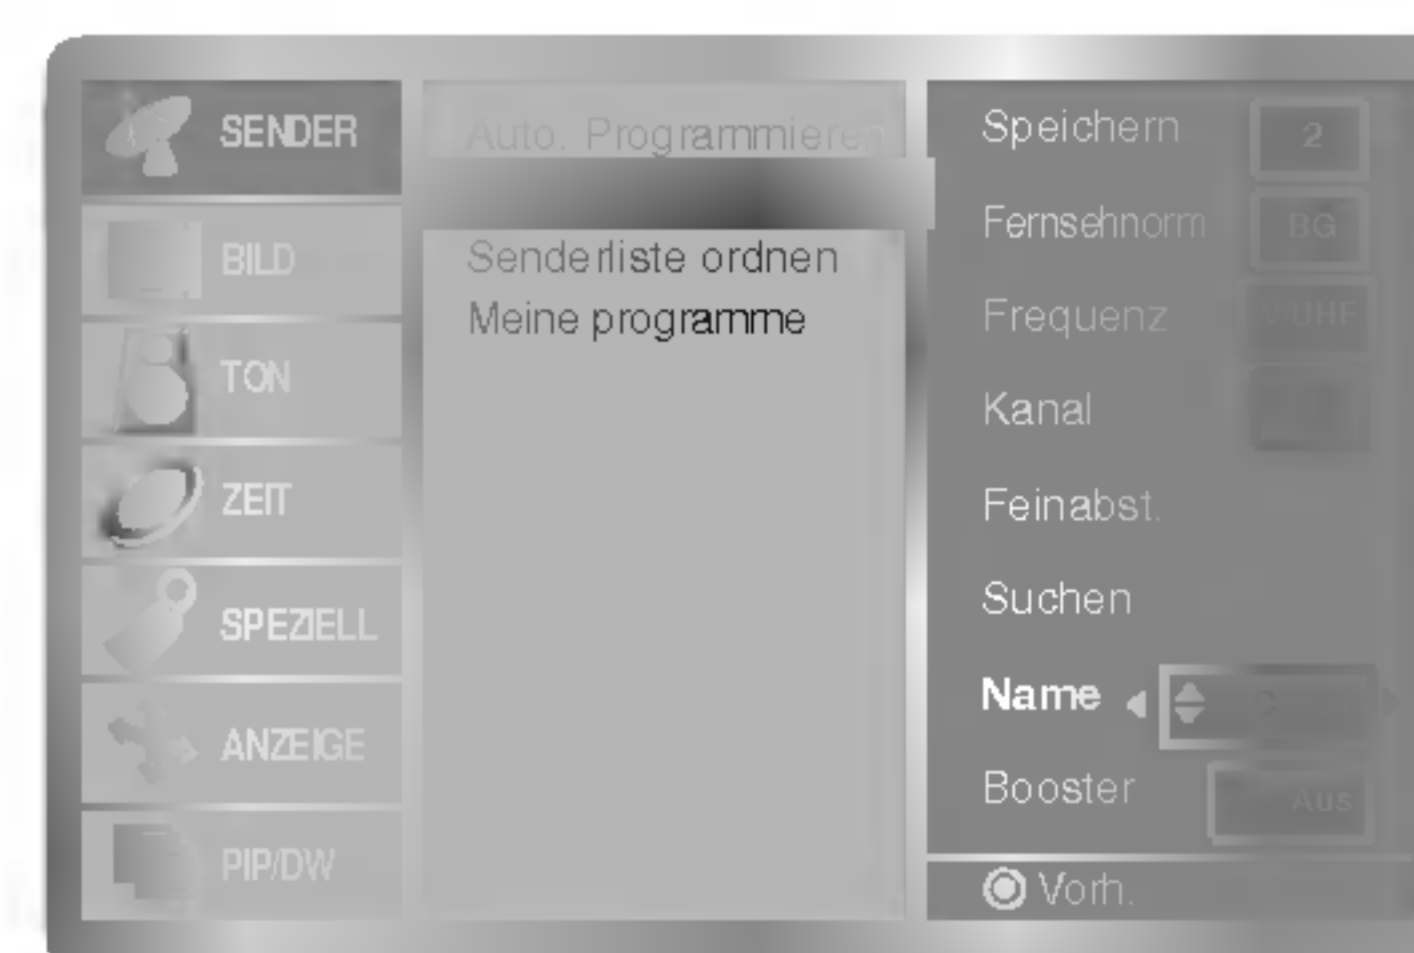 SENDER
BILD
TON
ZEIT
SPEZIELL
ANZEIGE
PIP/DW
Auto. Programmieren
Senderliste ordnen
Meine programme
Speichern 2
Fernsehnorm BG
Frequenz V/UHF
Kanal
Feinabst.
Suchen
Name C
Booster Aus
Vorh.